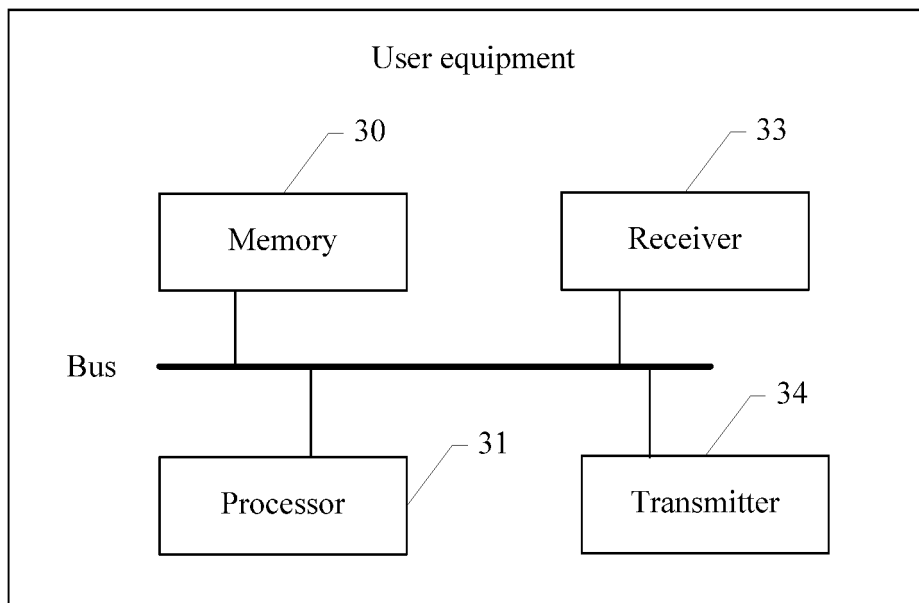 User equipment
30
33
Memory
Receiver
Bus
34
31
Processor
Transmitter